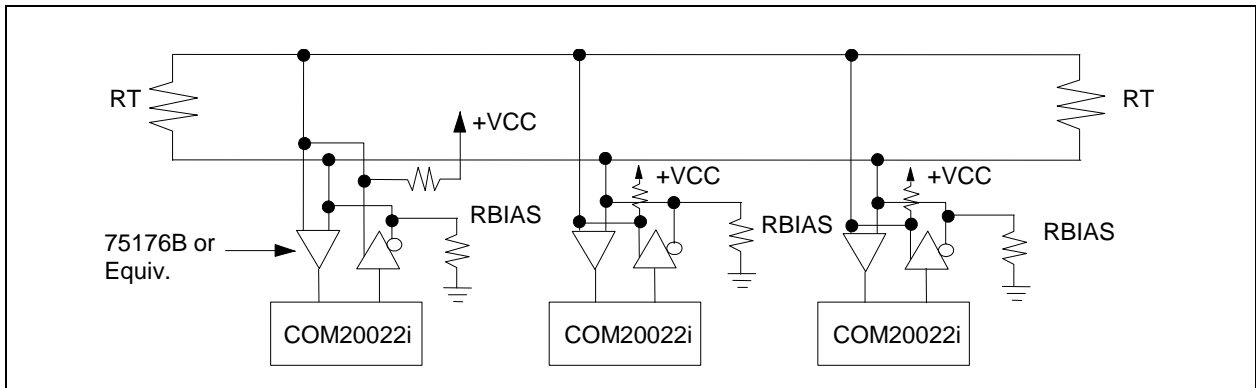 RT
RT
+VCC
+VCC
+VCC
RBIAS
RBIAS
RBIAS
75176B or
Equiv.
COM20022i
COM20022i
COM20022i